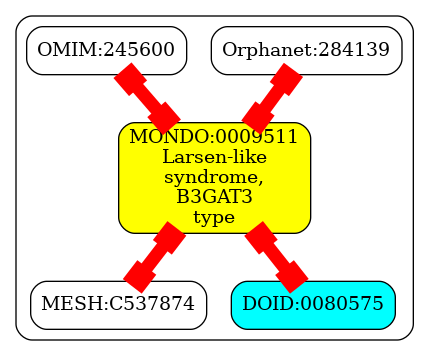 OMIM:245600
Orphanet:284139
MONDO:0009511
Larsen-like
syndrome,
B3GAT3
type
MESH:C537874
DOID:0080575